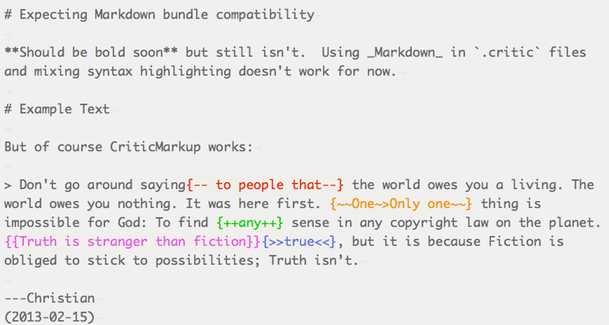 # Expecting Markdown bundle compatibility
**Should be bold soon** but still isn't.  Using _Markdown_ in `.critic` files
and mixing syntax highlighting doesn't work for now.
# Example Text
But of course CriticMarkup works:
> Don't go around saying{-- to people that--} the world owes you a living. The
world owes you nothing. It was here first. {~~One~>Only one~~} thing is
impossible for God: To find {++any++} sense in any copyright law on the planet.
{{Truth is stranger than fiction}}{>>true<<}, but it is because Fiction is
obliged to stick to possibilities; Truth isn’t.
---Christian
(2013-02-15)